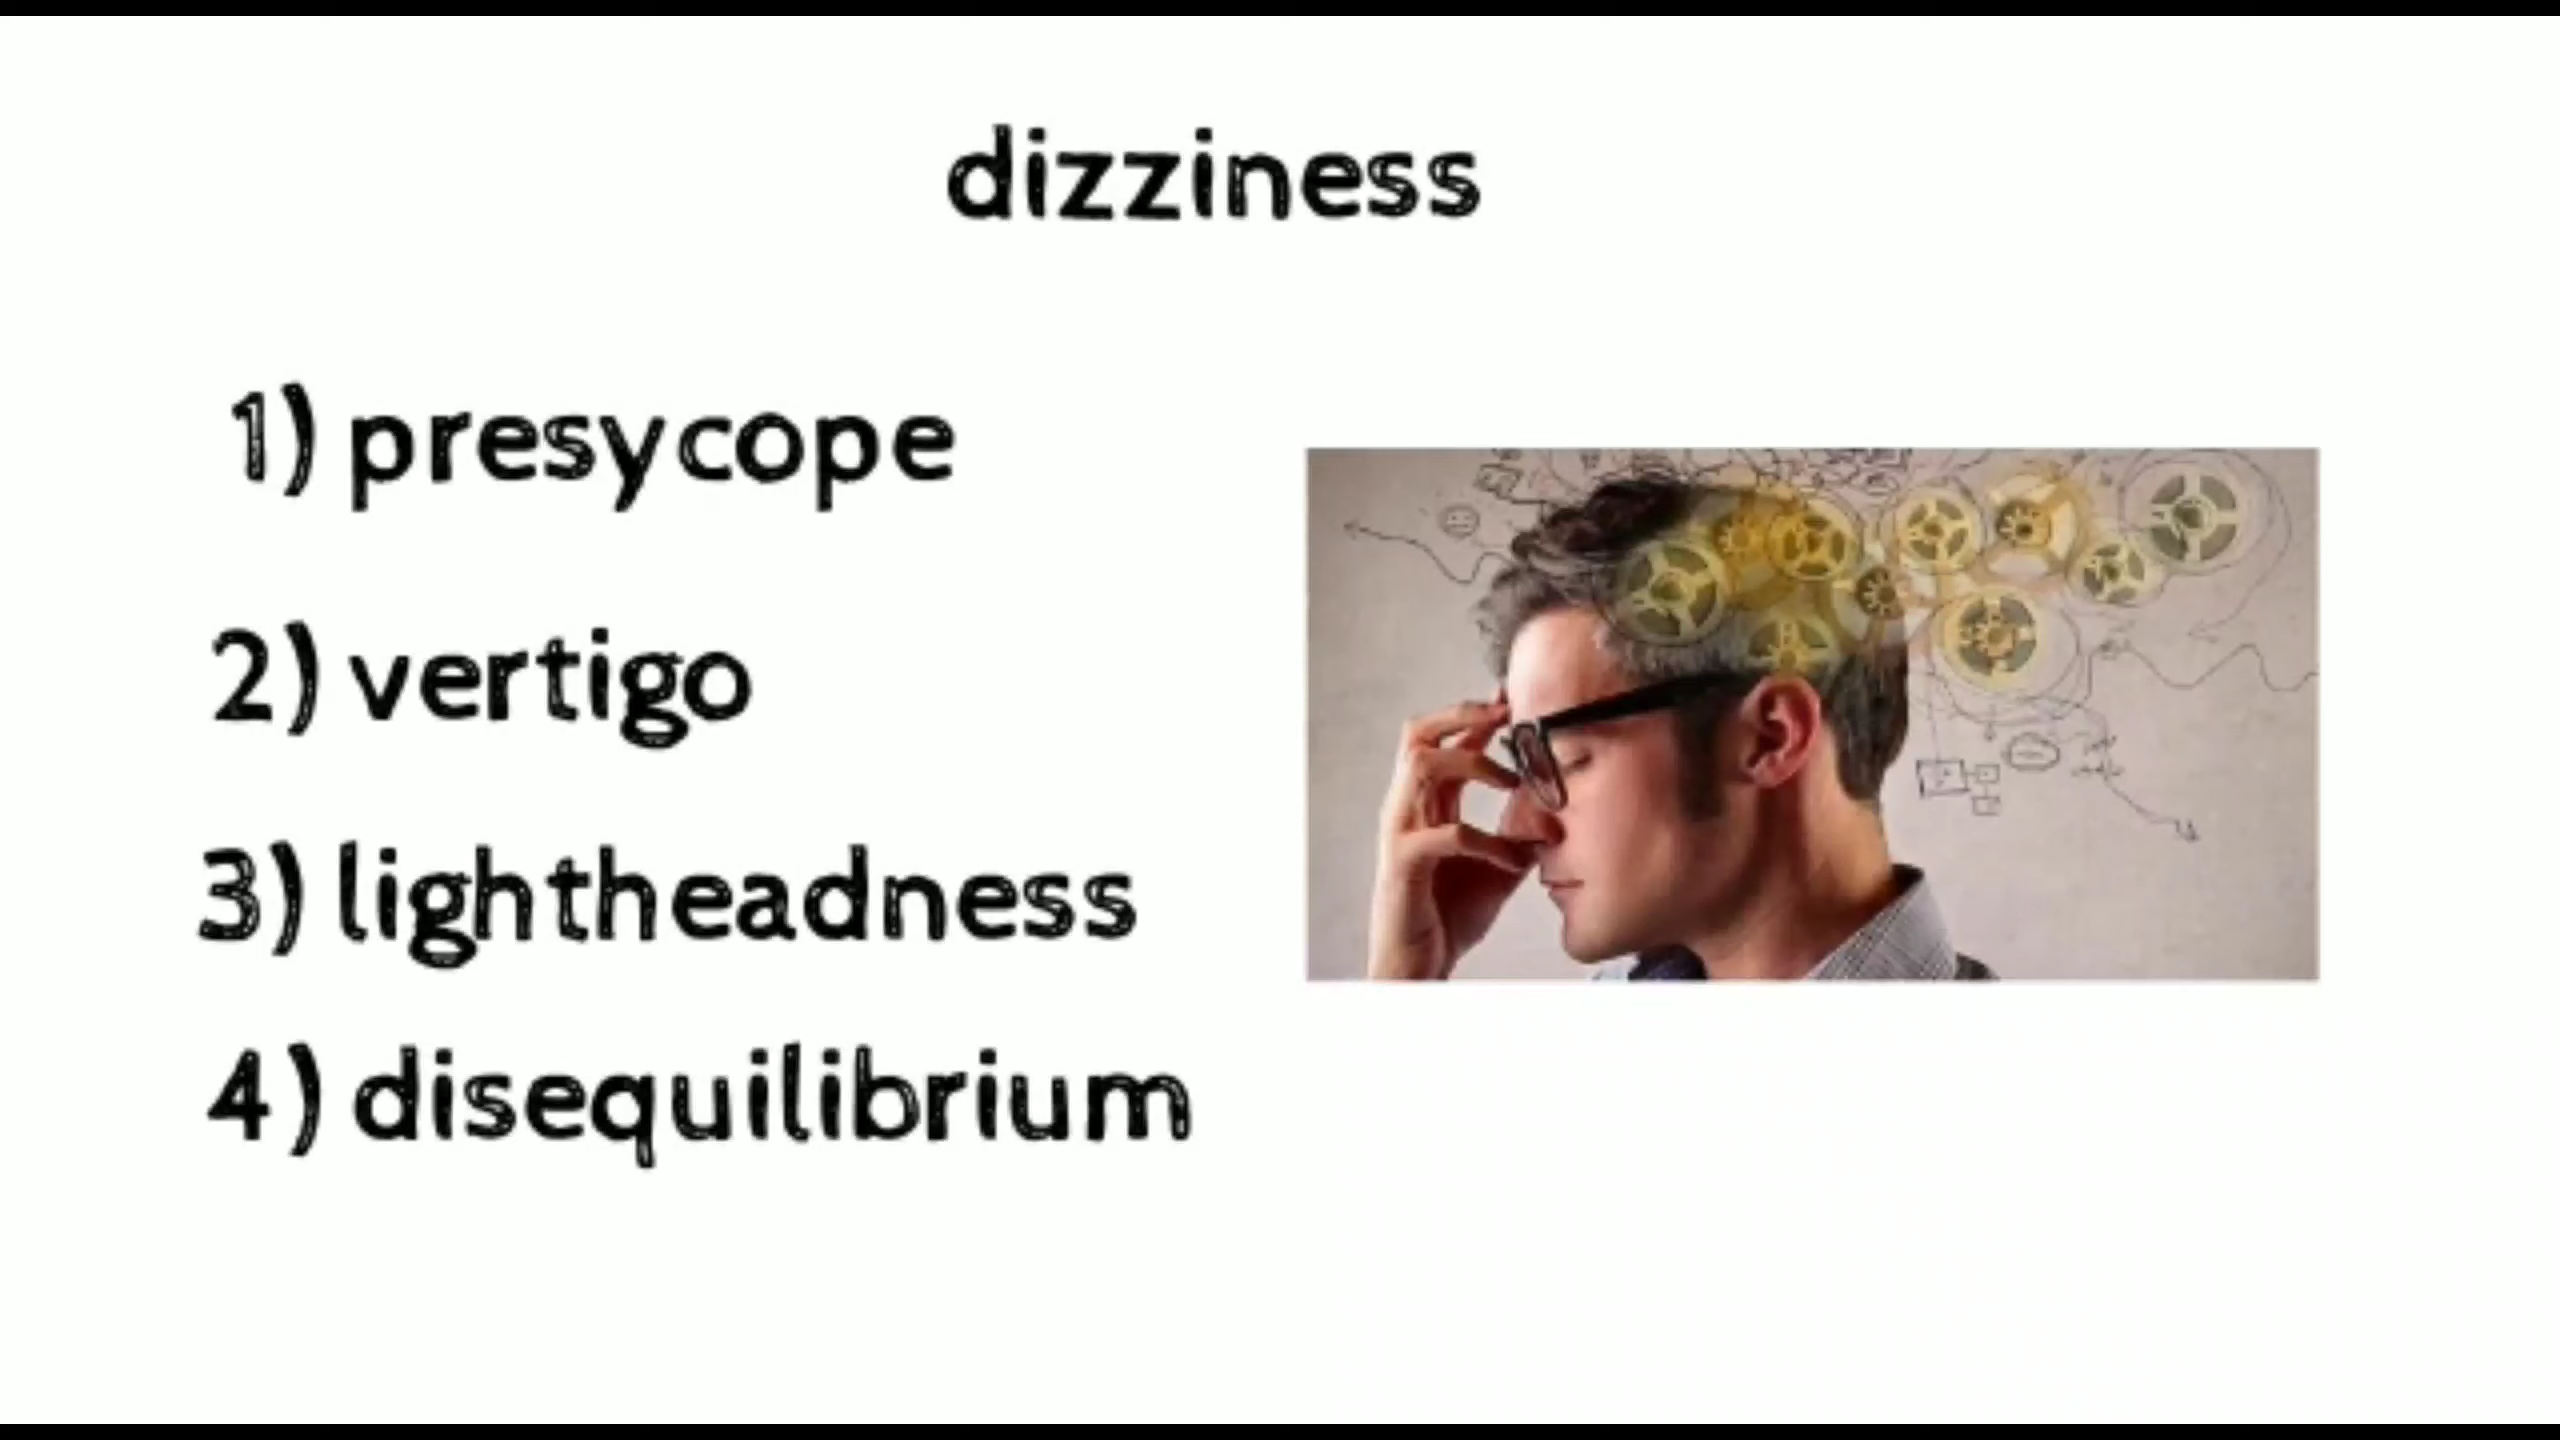 dizziness
1) presycope
2) vertigo
3) lightheadness
4) disequilibrium